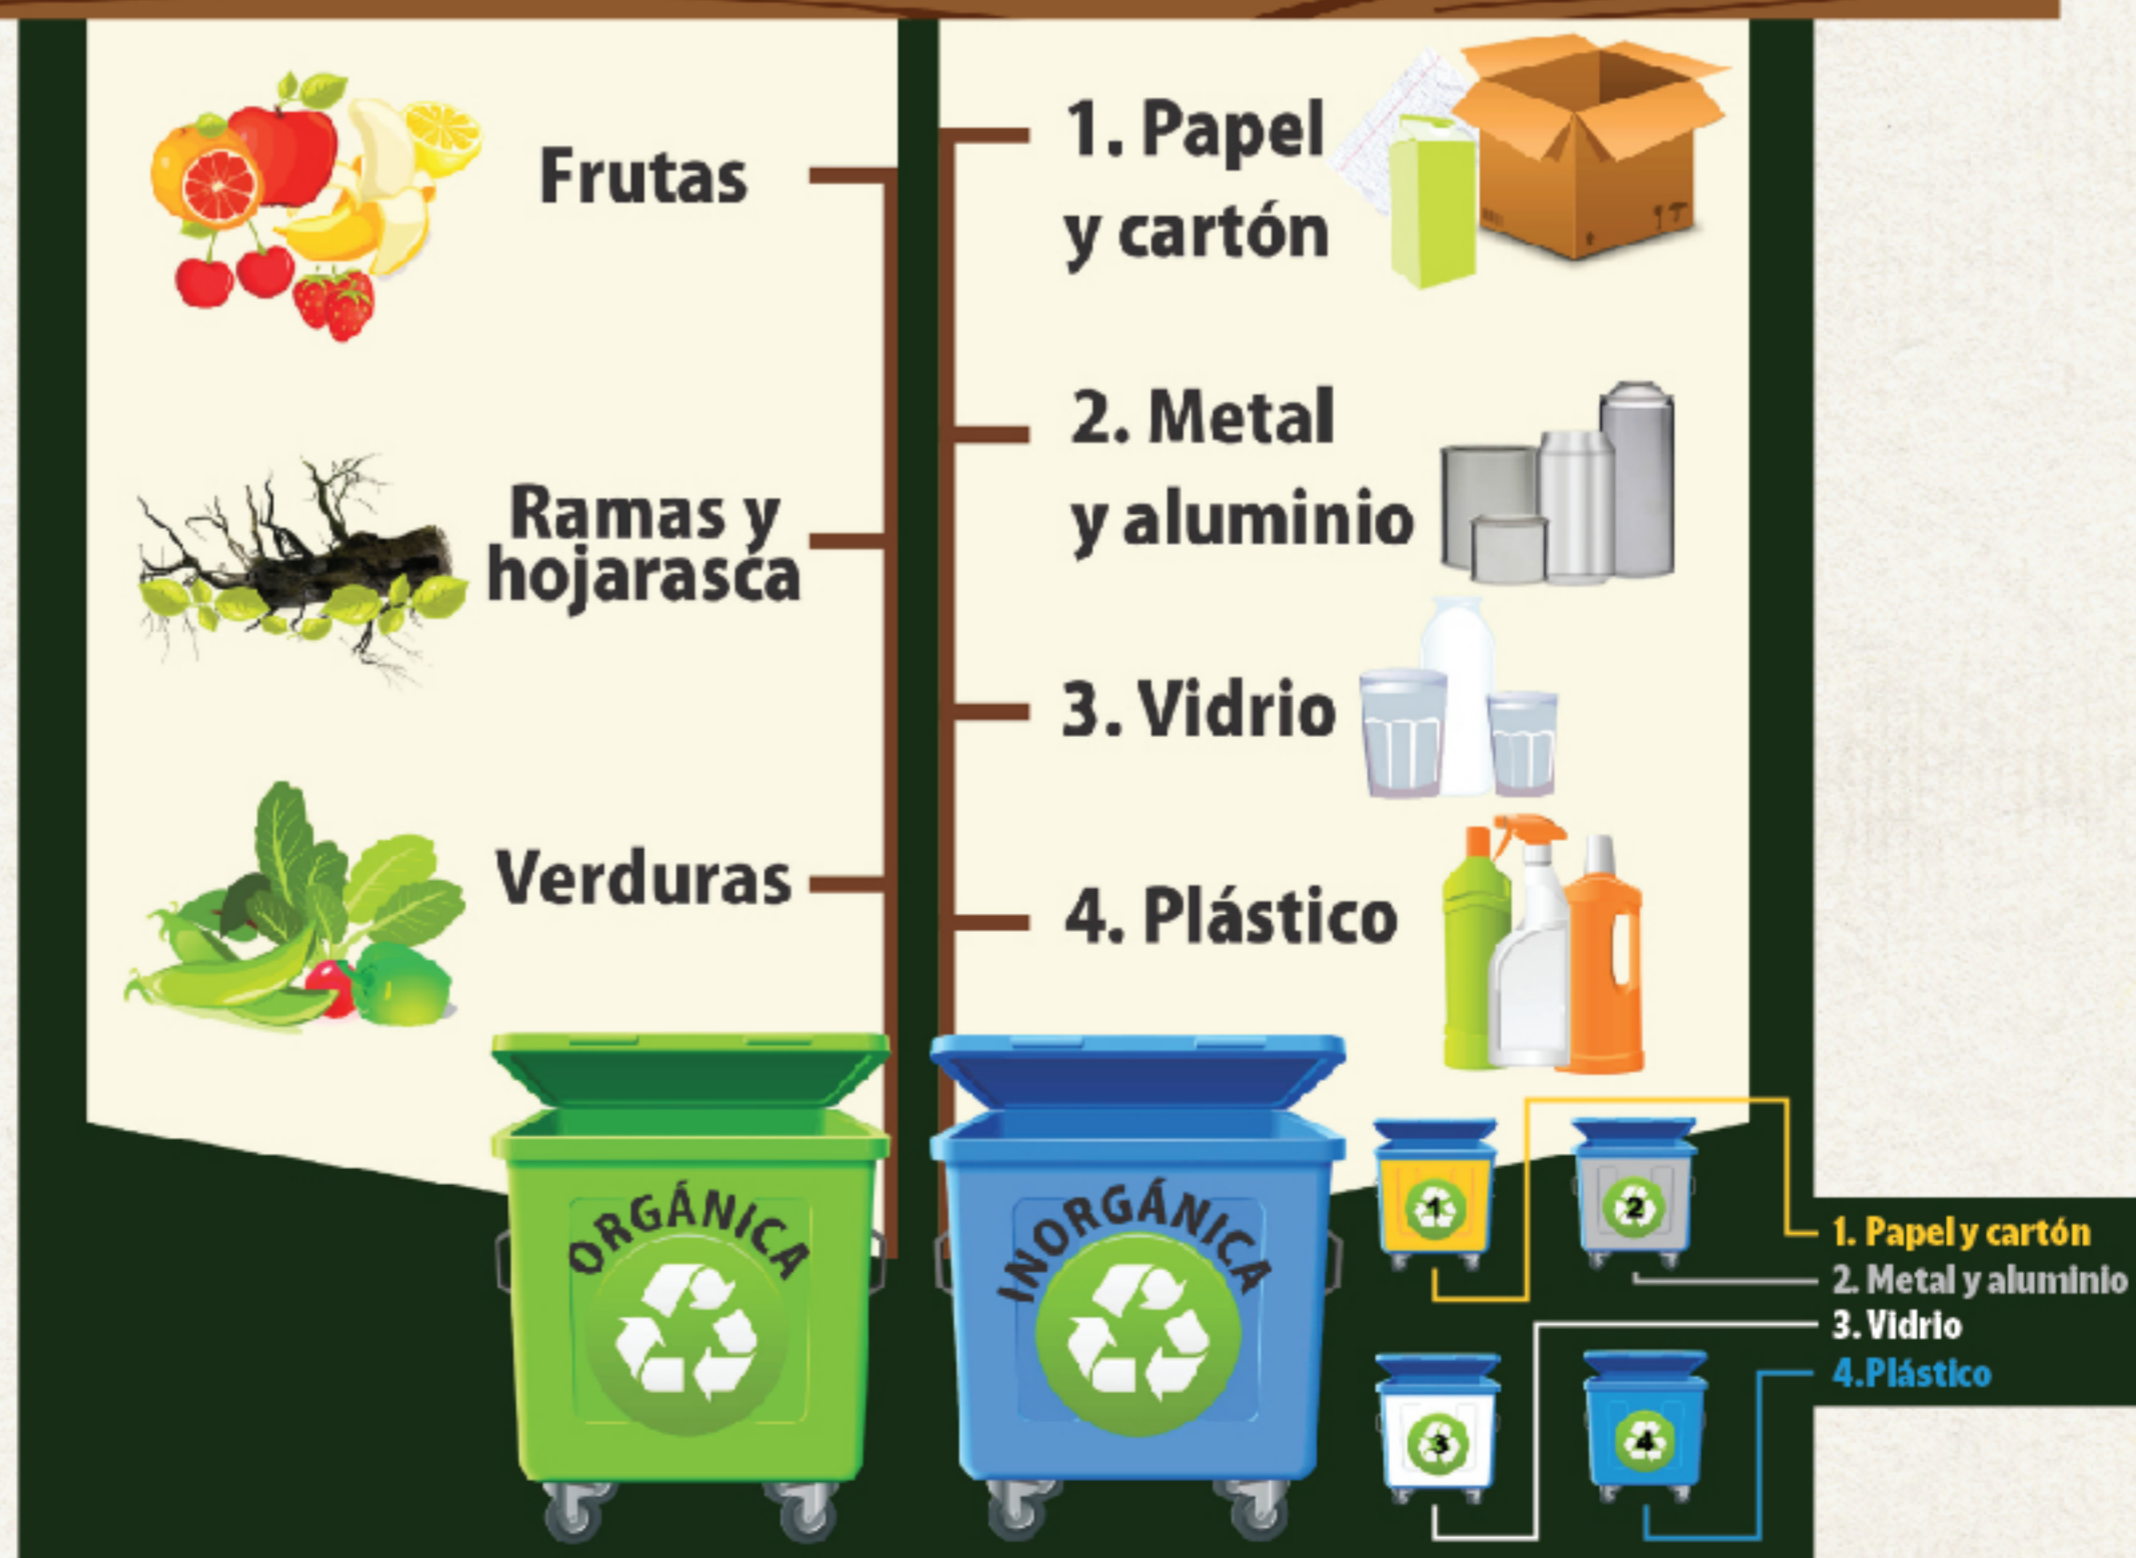 Frutas
Ramas y
hojarasca
Verduras
1. Papel
y cartón
2. Metal
y aluminio
3. Vidrio
4. Plástico
ORGÁNICA
INORGÁNICA
1
2
3
4
1. Papel y cartón
2. Metal y aluminio
3. Vidrio
4.Plástico